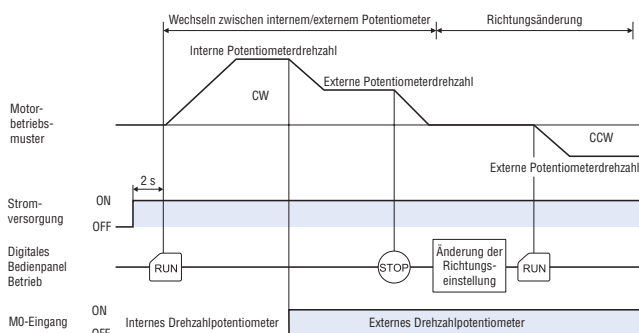 Wechseln zwischen internem/externem Potentiometer
Richtungsänderung
Interne Potentiometerdrehzahl
Externe Potentiometerdrehzahl
CW
Motor-
betriebs-
muster
CCW
Externe Potentiometerdrehzahl
2 s
Strom-
versorgung
ON
OFF
Digitales
Bedienpanel
Betrieb
RUN
STOP
Änderung der
Richtungs-
einstellung
RUN
M0-Eingang
ON
OFF
Internes Drehzahlpotentiometer
Externes Drehzahlpotentiometer